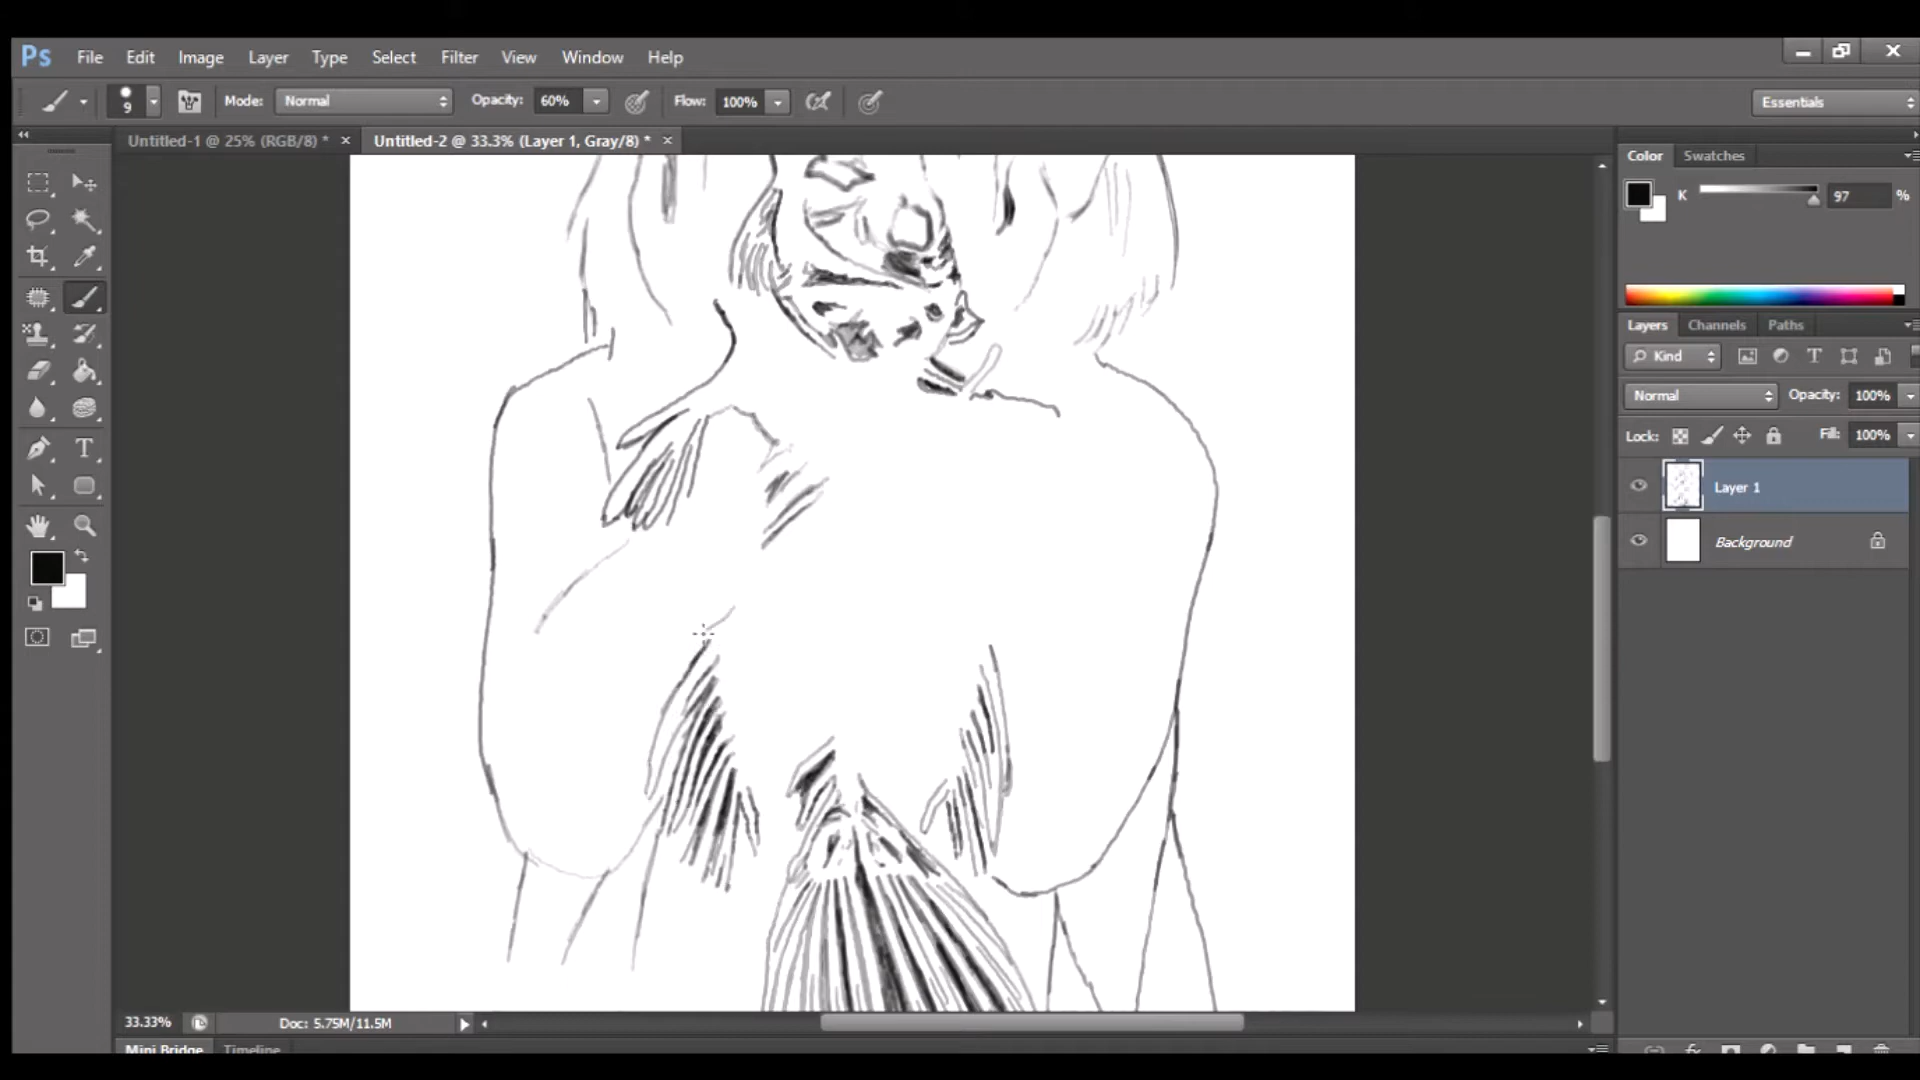 Ps File Edit Image Layer Type Select Filter View Window Help
9 Mode: Normal Opacity: 60% Flow: 100% Essentials
Untitled-1 @ 25% (RGB/8) * Untitled-2 @ 33.3% (Layer 1, Gray/8) *
Color Swatches
K 97 %
Layers Channels Paths
Kind T
Normal Opacity: 100%
Lock: Fill: 100%
Layer 1
Background
T
33.33% Doc: 5.75M/11.5M
Mini Bridge Timeline
fx